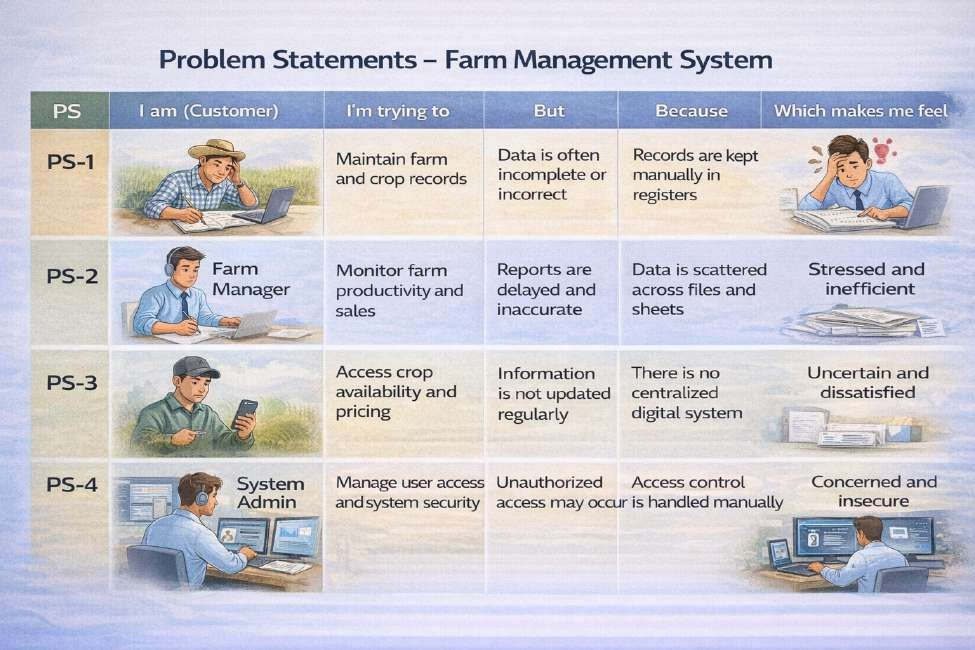 Problem Statements – Farm Management System
PS
I am (Customer)
I'm trying to
But
Because
Which makes me feel
PS-1
Maintain farm
and crop records
Data is often
incomplete or
incorrect
Records are kept
manually in
registers
PS-2
Farm
Manager
Monitor farm
productivity and
sales
Reports are
delayed and
inaccurate
Data is scattered
across files and
sheets
Stressed and
inefficient
PS-3
Access crop
availability and
pricing
Information
is not updated
regularly
There is no
centralized
digital system
Uncertain and
dissatisfied
PS-4
System
Admin
Manage user access
and system security
Unauthorized
access may occur
Access control
is handled manually
Concerned and
insecure